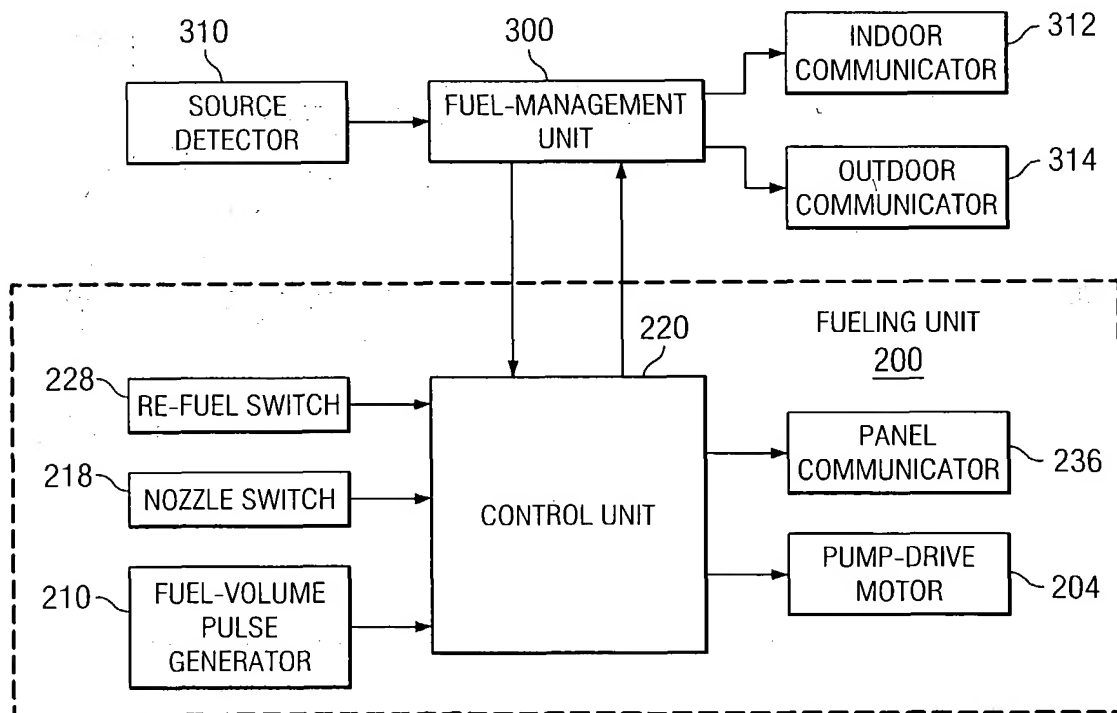 310
SOURCE
DETECTOR
300
FUEL-MANAGEMENT
UNIT
INDOOR
COMMUNICATOR
312
OUTDOOR
COMMUNICATOR
314
FUELING UNIT
200
220
CONTROL UNIT
228
RE-FUEL SWITCH
218
NOZZLE SWITCH
210
FUEL-VOLUME
PULSE
GENERATOR
PANEL
COMMUNICATOR
236
PUMP-DRIVE
MOTOR
204